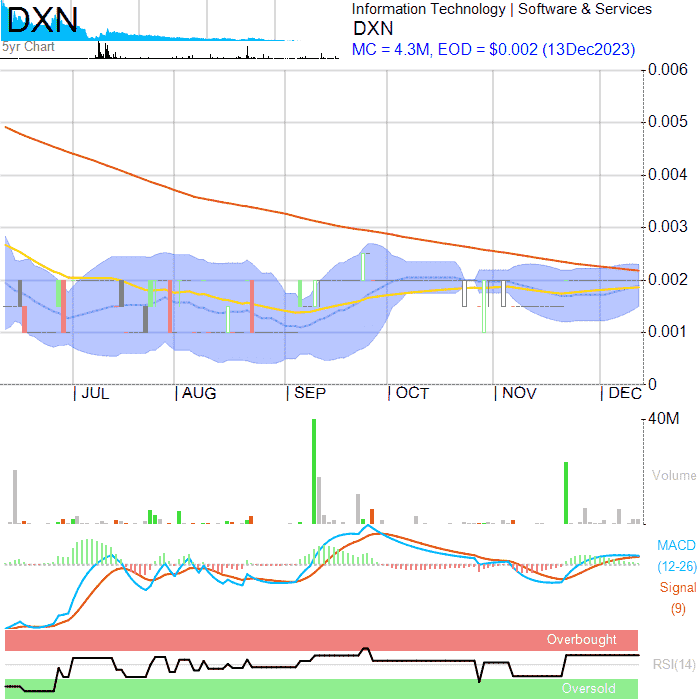 DXN
5yr Chart
Information Technology | Software & Services
DXN
MC = 4.3M, EOD = $0.002 (13Dec2023)
0.006
0.005
0.004
0.003
0.002
0.001
0
| JUL | AUG | SEP | OCT | NOV | DEC
40M
Volume
MACD
(12-26)
Signal
(9)
Overbought
RSI(14)
Oversold